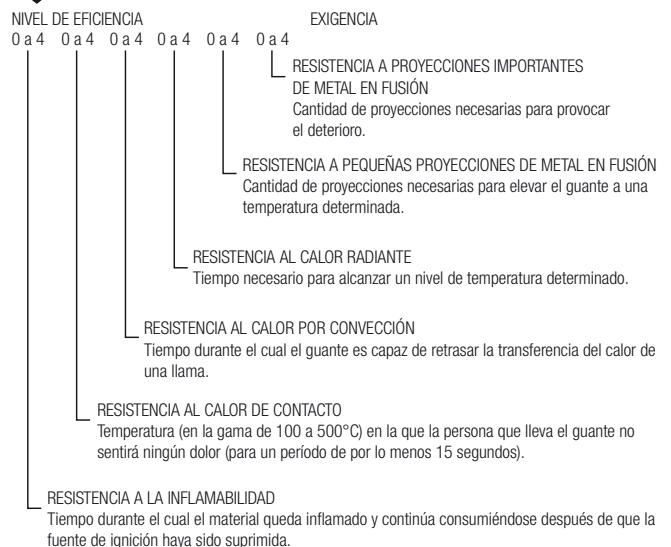 NIVEL DE EFICIENCIA EXIGENCIA
0 a 4 0 a 4 0 a 4 0 a 4 0 a 4 0 a 4
RESISTENCIA A PROYECCIONES IMPORTANTES
DE METAL EN FUSIÓN
Cantidad de proyecciones necesarias para provocar
el deterioro.
RESISTENCIA A PEQUEÑAS PROYECCIONES DE METAL EN FUSIÓN
Cantidad de proyecciones necesarias para elevar el guante a una
temperatura determinada.
RESISTENCIA AL CALOR RADIANTE
Tiempo necesario para alcanzar un nivel de temperatura determinado.
RESISTENCIA AL CALOR POR CONVECCIÓN
Tiempo durante el cual el guante es capaz de retrasar la transferencia del calor de
una llama.
RESISTENCIA AL CALOR DE CONTACTO
Temperatura (en la gama de 100 a 500°C) en la que la persona que lleva el guante no
sentirá ningún dolor (para un período de por lo menos 15 segundos).
RESISTENCIA A LA INFLAMABILIDAD
Tiempo durante el cual el material queda inflamado y continúa consumiéndose después de que la
fuente de ignición haya sido suprimida.